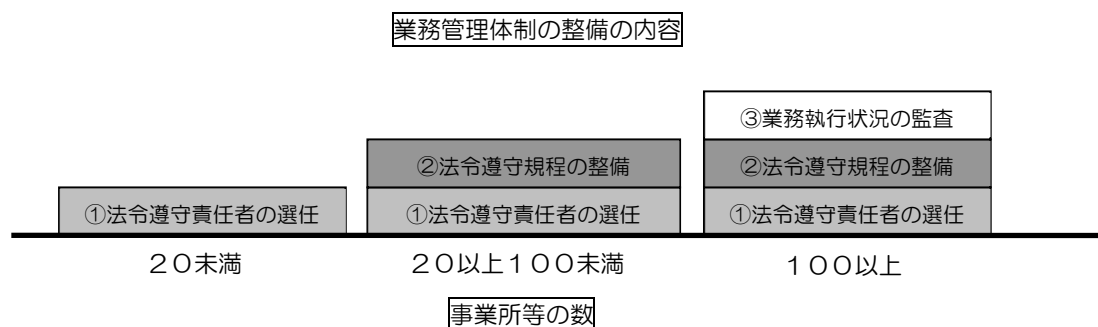 業務管理体制の整備の内容
③業務執行状況の監査
②法令遵守規程の整備
②法令遵守規程の整備
①法令遵守責任者の選任
①法令遵守責任者の選任
①法令遵守責任者の選任
２０未満
２０以上１００未満
１００以上
事業所等の数